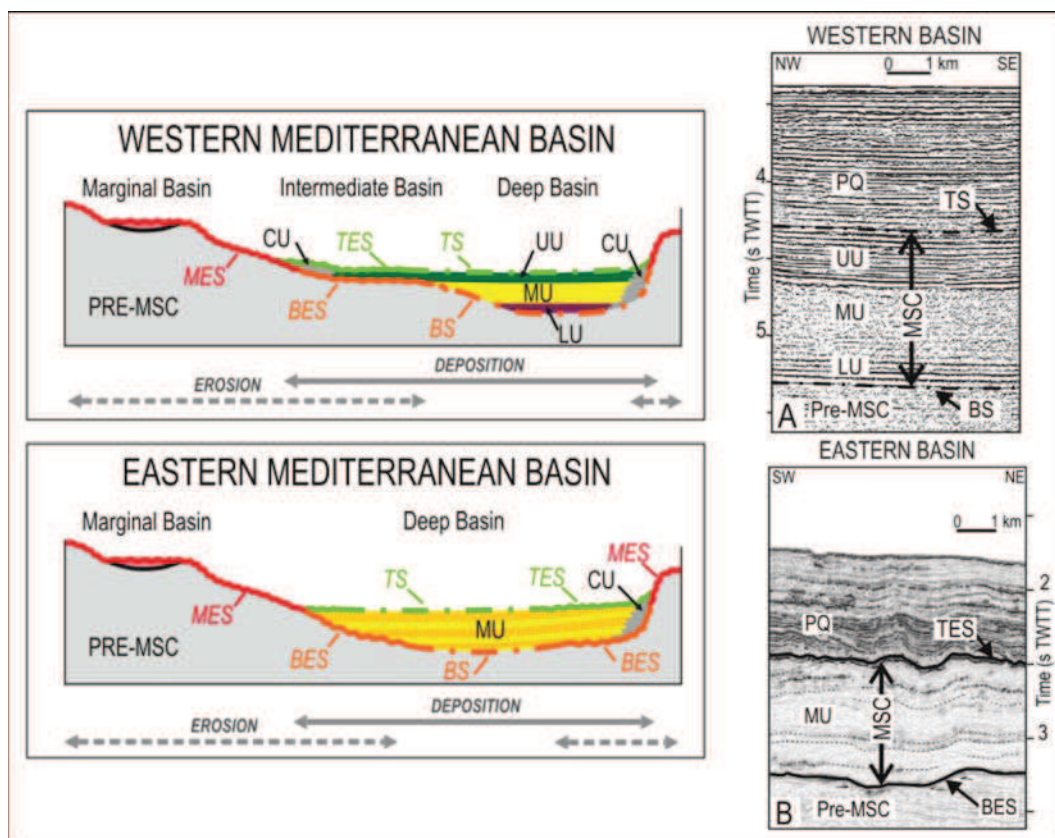 WESTERN MEDITERRANEAN BASIN
Marginal Basin Intermediate Basin Deep Basin
CU TES TS UU CU
MES
MU
PRE-MSC BES BS
LU
DEPOSITION
EROSION
EASTERN MEDITERRANEAN BASIN
Marginal Basin Deep Basin
MES
TS TES CU
MES
MU
PRE-MSC BES BS BES
DEPOSITION
EROSION
WESTERN BASIN
NW 0 1 km SE
4
PQ
TS
Time (s TWTT)
UU
MSC
MU
5
LU
A Pre-MSC BS
EASTERN BASIN
SW NE
0 1 km
2
PQ TES
Time (s TWTT)
MSC
MU
3
B Pre-MSC BES